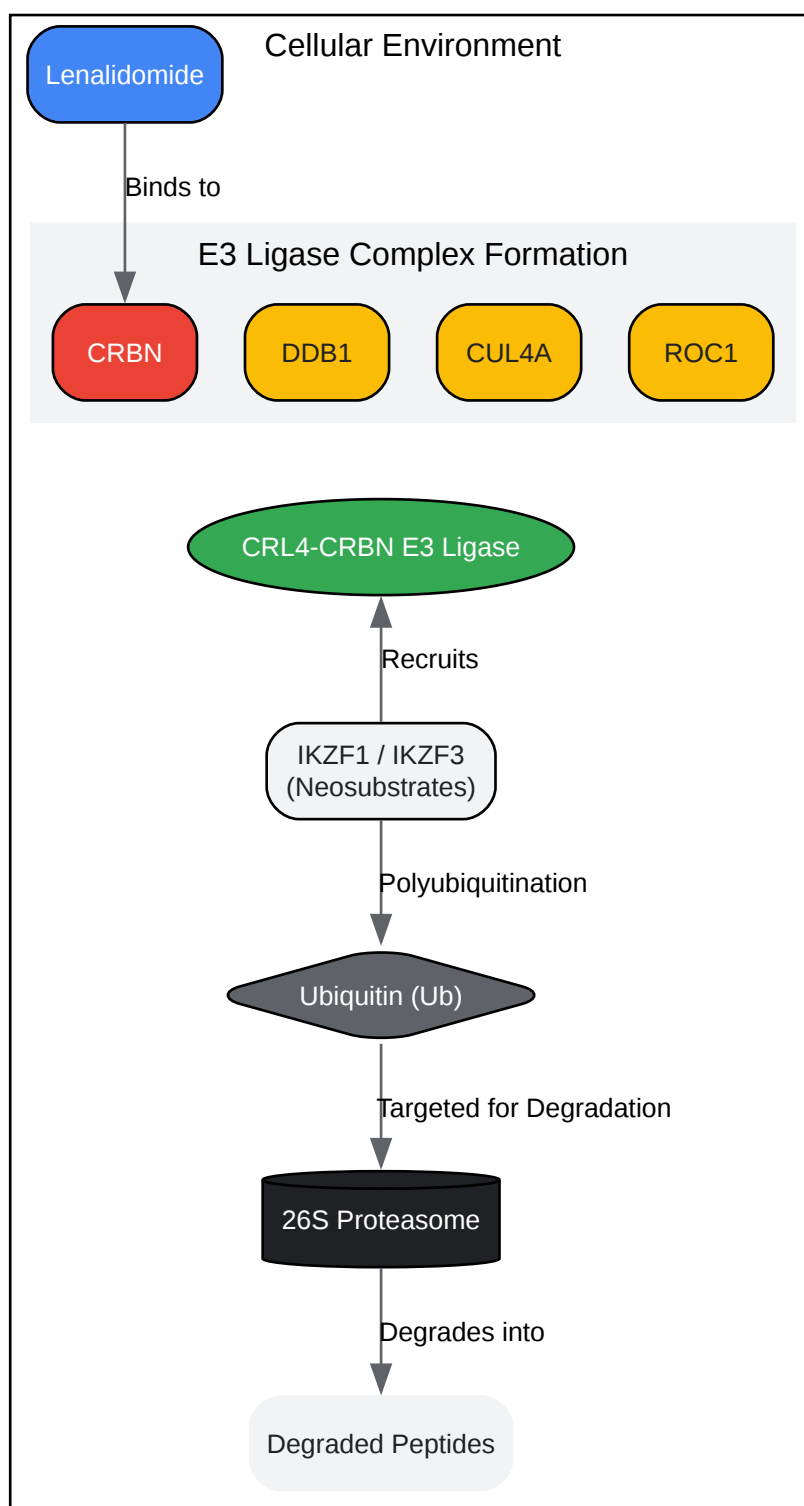 Cellular Environment
Lenalidomide
Binds to
E3 Ligase Complex Formation
CRBN
DDB1
CUL4A
ROC1
CRL4-CRBN E3 Ligase
Recruits
IKZF1 / IKZF3
(Neosubstrates)
Polyubiquitination
Ubiquitin (Ub)
Targeted for Degradation
26S Proteasome
Degrades into
Degraded Peptides